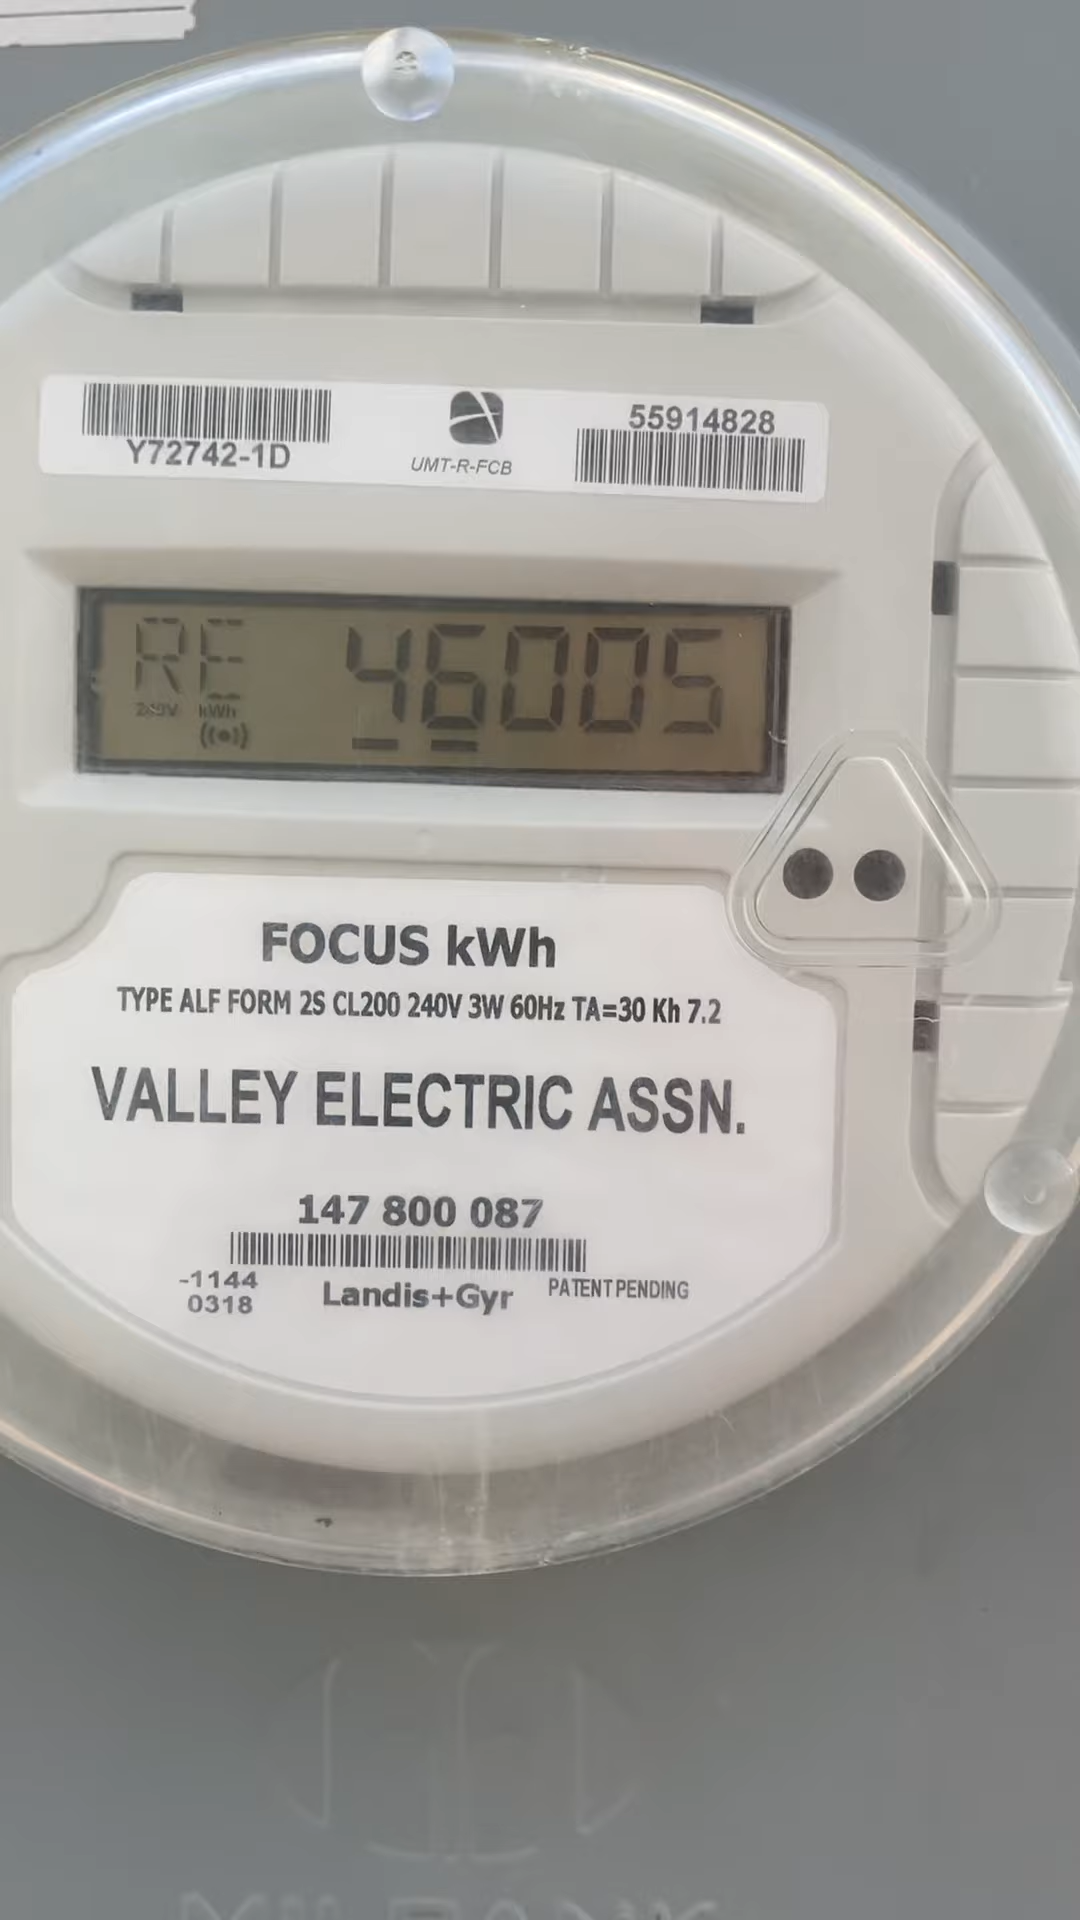 Y72742-1D
UMT-R-FCB
55914828
RE 46005
240V kWh
FOCUS kWh
TYPE ALF FORM 2S CL200 240V 3W 60Hz TA=30 Kh 7.2
VALLEY ELECTRIC ASSN.
147 800 087
-1144
0318
Landis+Gyr
PATENT PENDING